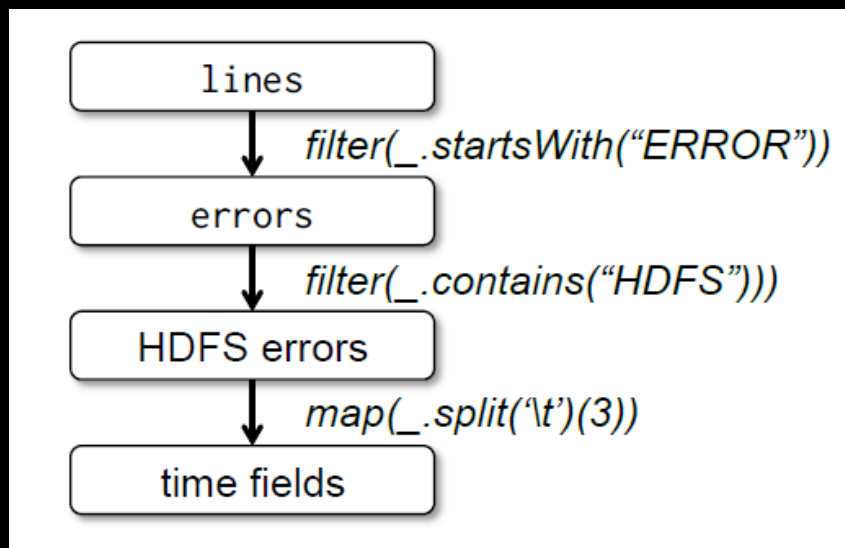 lines
filter(_.startsWith(“ERROR”))
errors
filter(_.contains(“HDFS”)))
HDFS errors
map(_.split(‘\t’)(3))
time fields